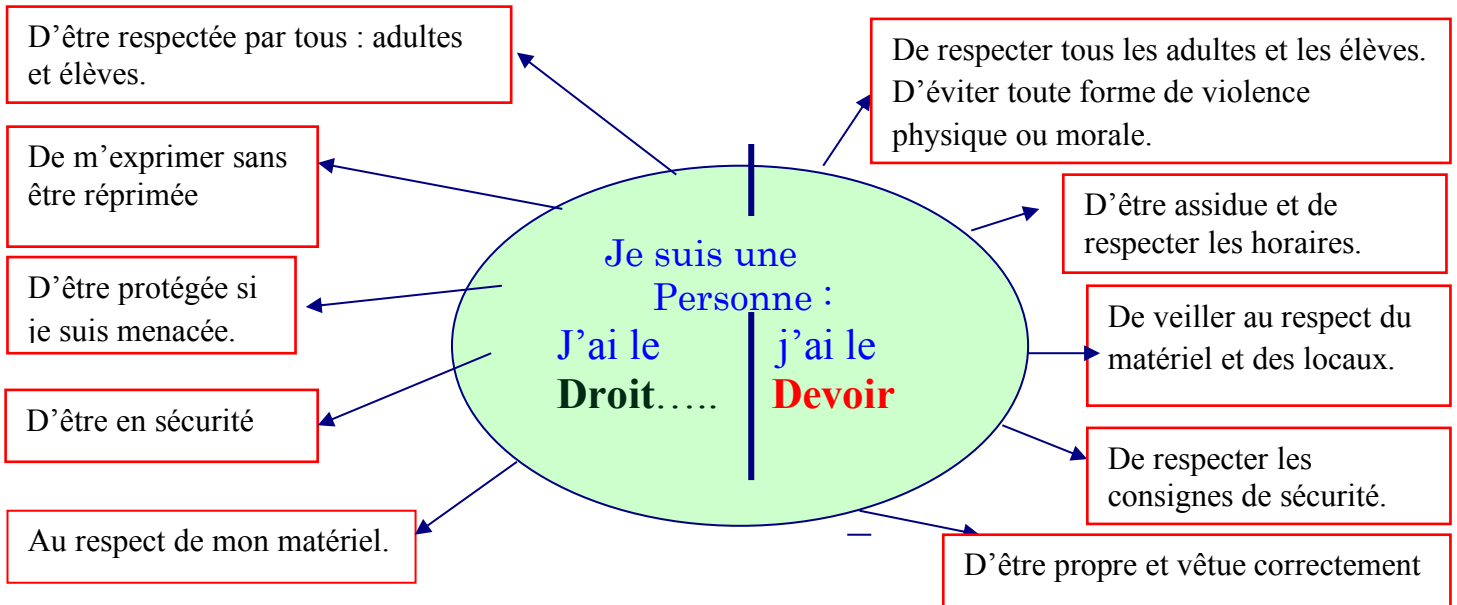 D’être respectée par tous : adultes
et élèves.
De m’exprimer sans
être réprimée
D’être protégée si
je suis menacée.
D’être en sécurité
Au respect de mon matériel.
Je suis une
Personne :
J’ai le
Droit…..
j’ai le
Devoir
De respecter tous les adultes et les élèves.
D’éviter toute forme de violence
physique ou morale.
D’être assidue et de
respecter les horaires.
De veiller au respect du
matériel et des locaux.
De respecter les
consignes de sécurité.
D’être propre et vêtue correctement